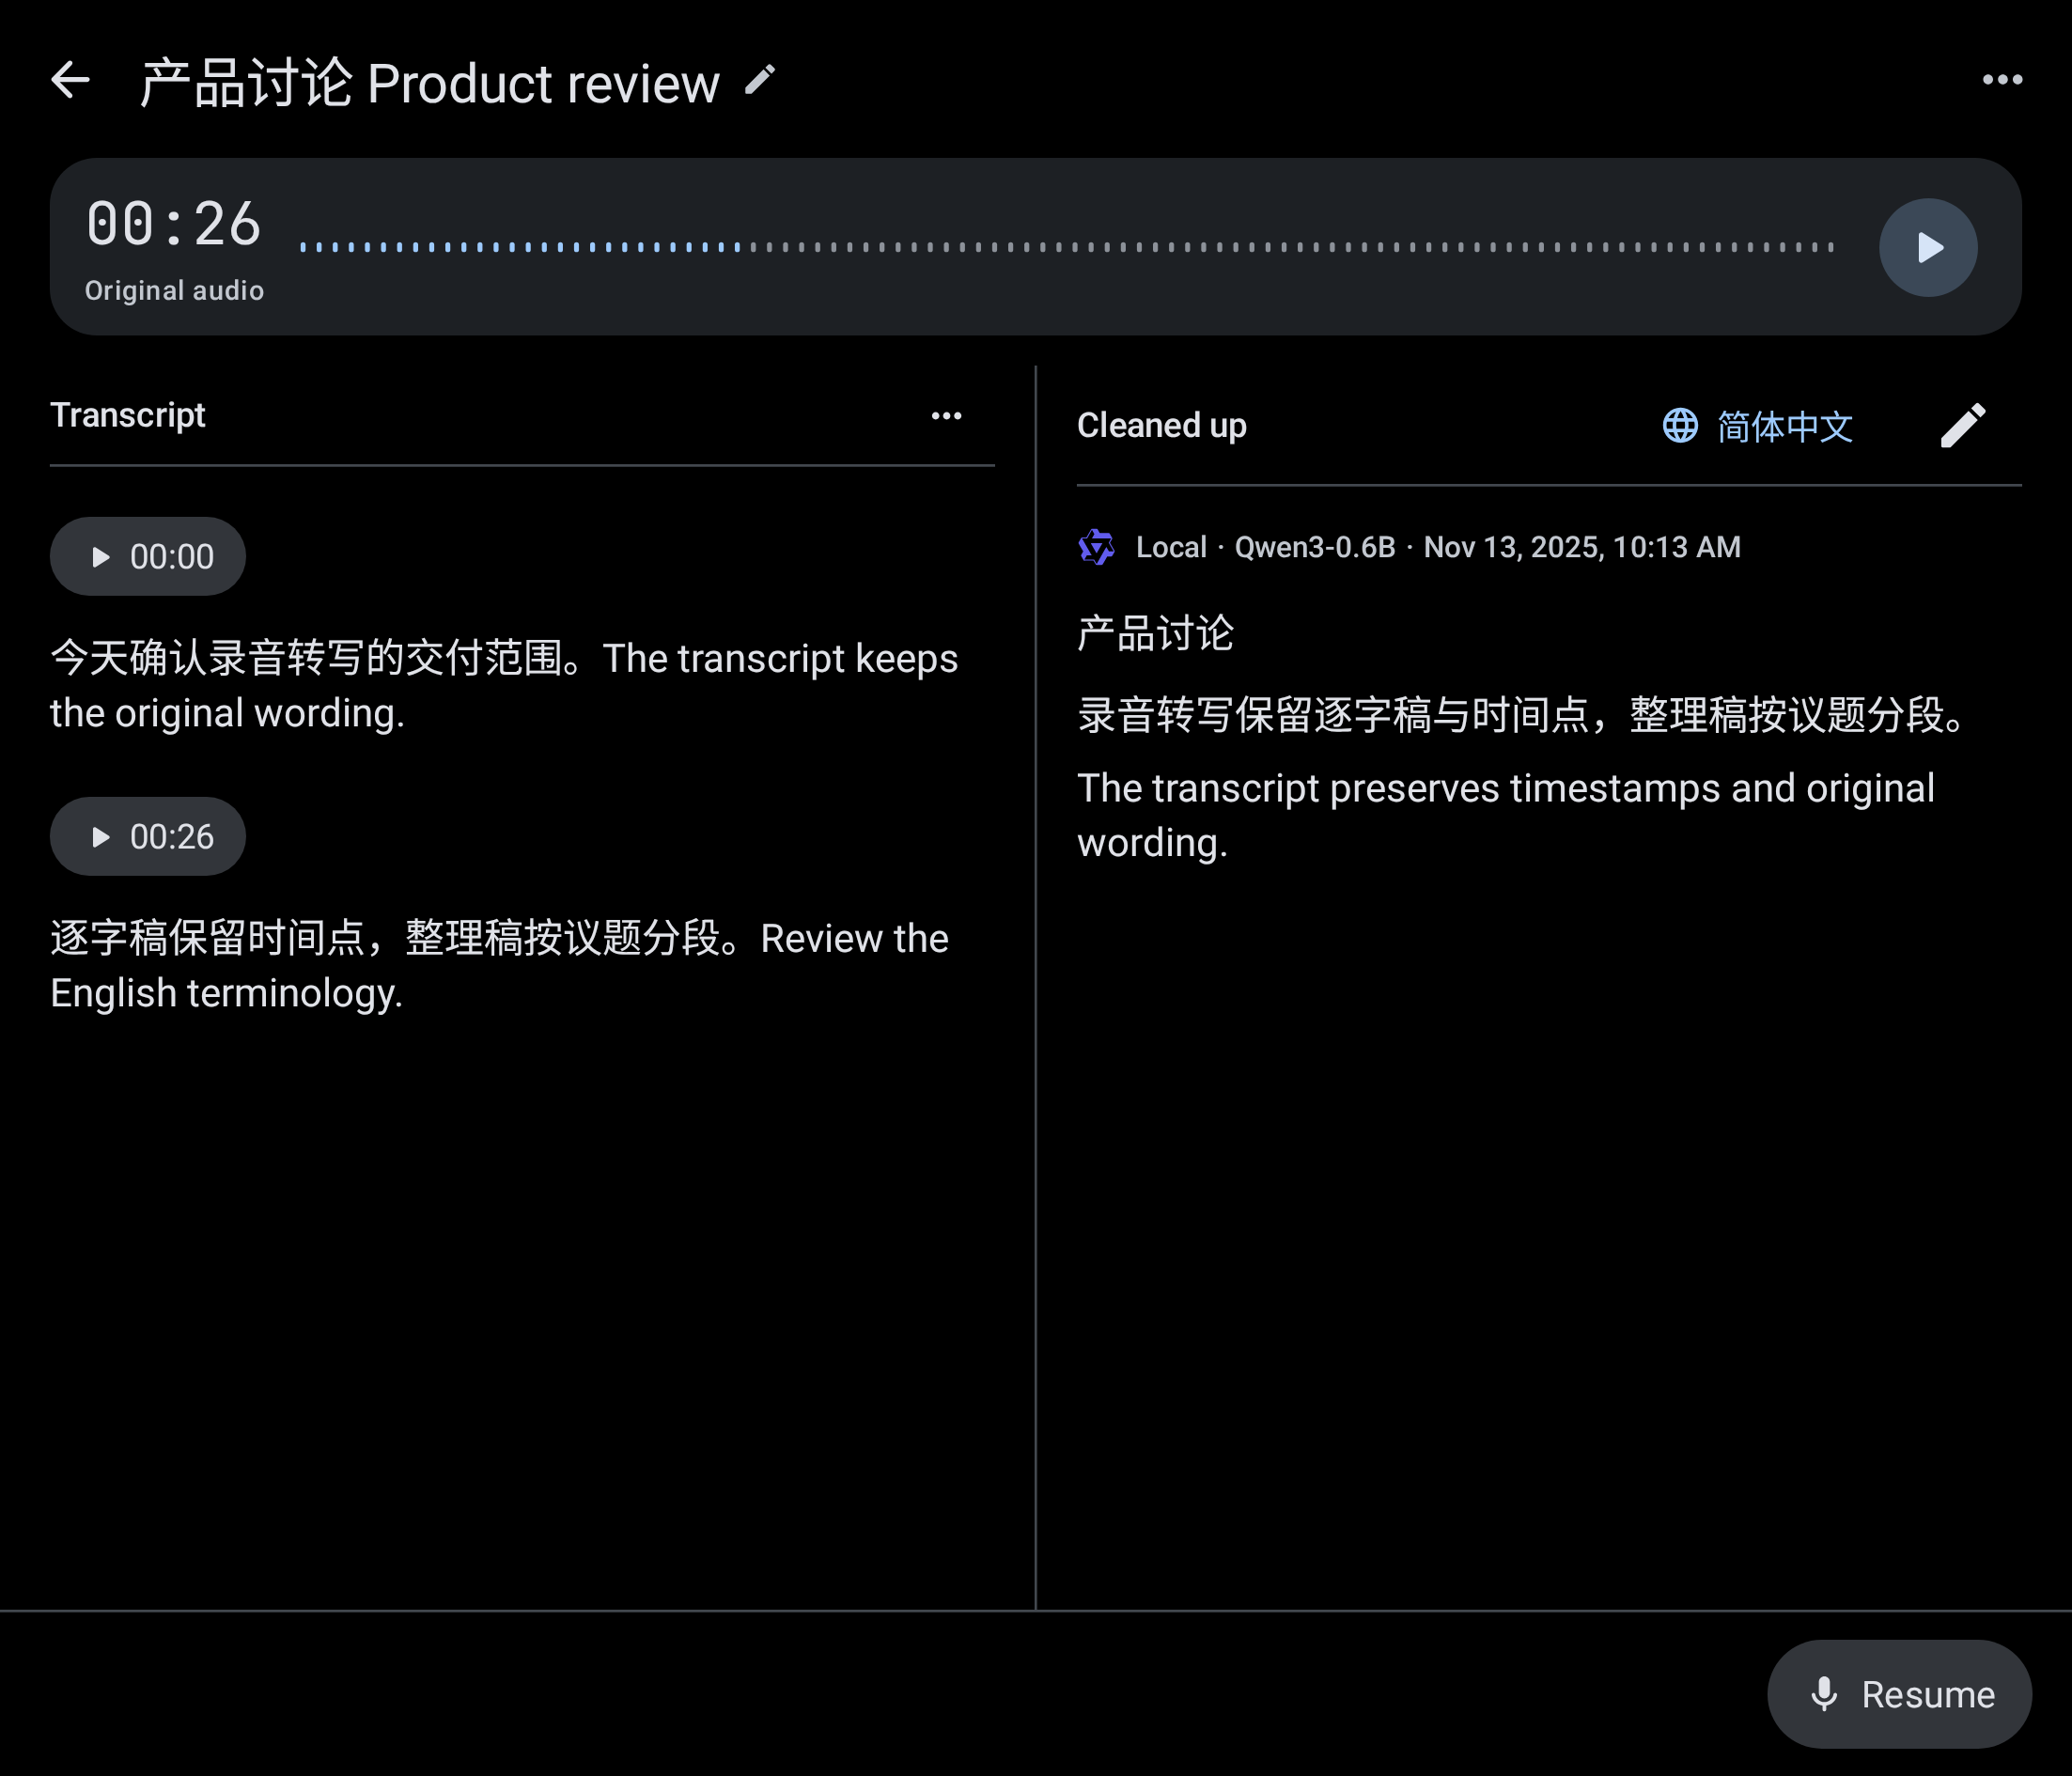 产品讨论 Product review
00:26
Original audio
Transcript
00:00
今天确认录音转写的交付范围。The transcript keeps
the original wording.
00:26
逐字稿保留时间点，整理稿按议题分段。Review the
English terminology.
Cleaned up
简体中文
Local · Qwen3-0.6B · Nov 13, 2025, 10:13 AM
产品讨论
录音转写保留逐字稿与时间点，整理稿按议题分段。
The transcript preserves timestamps and original
wording.
Resume